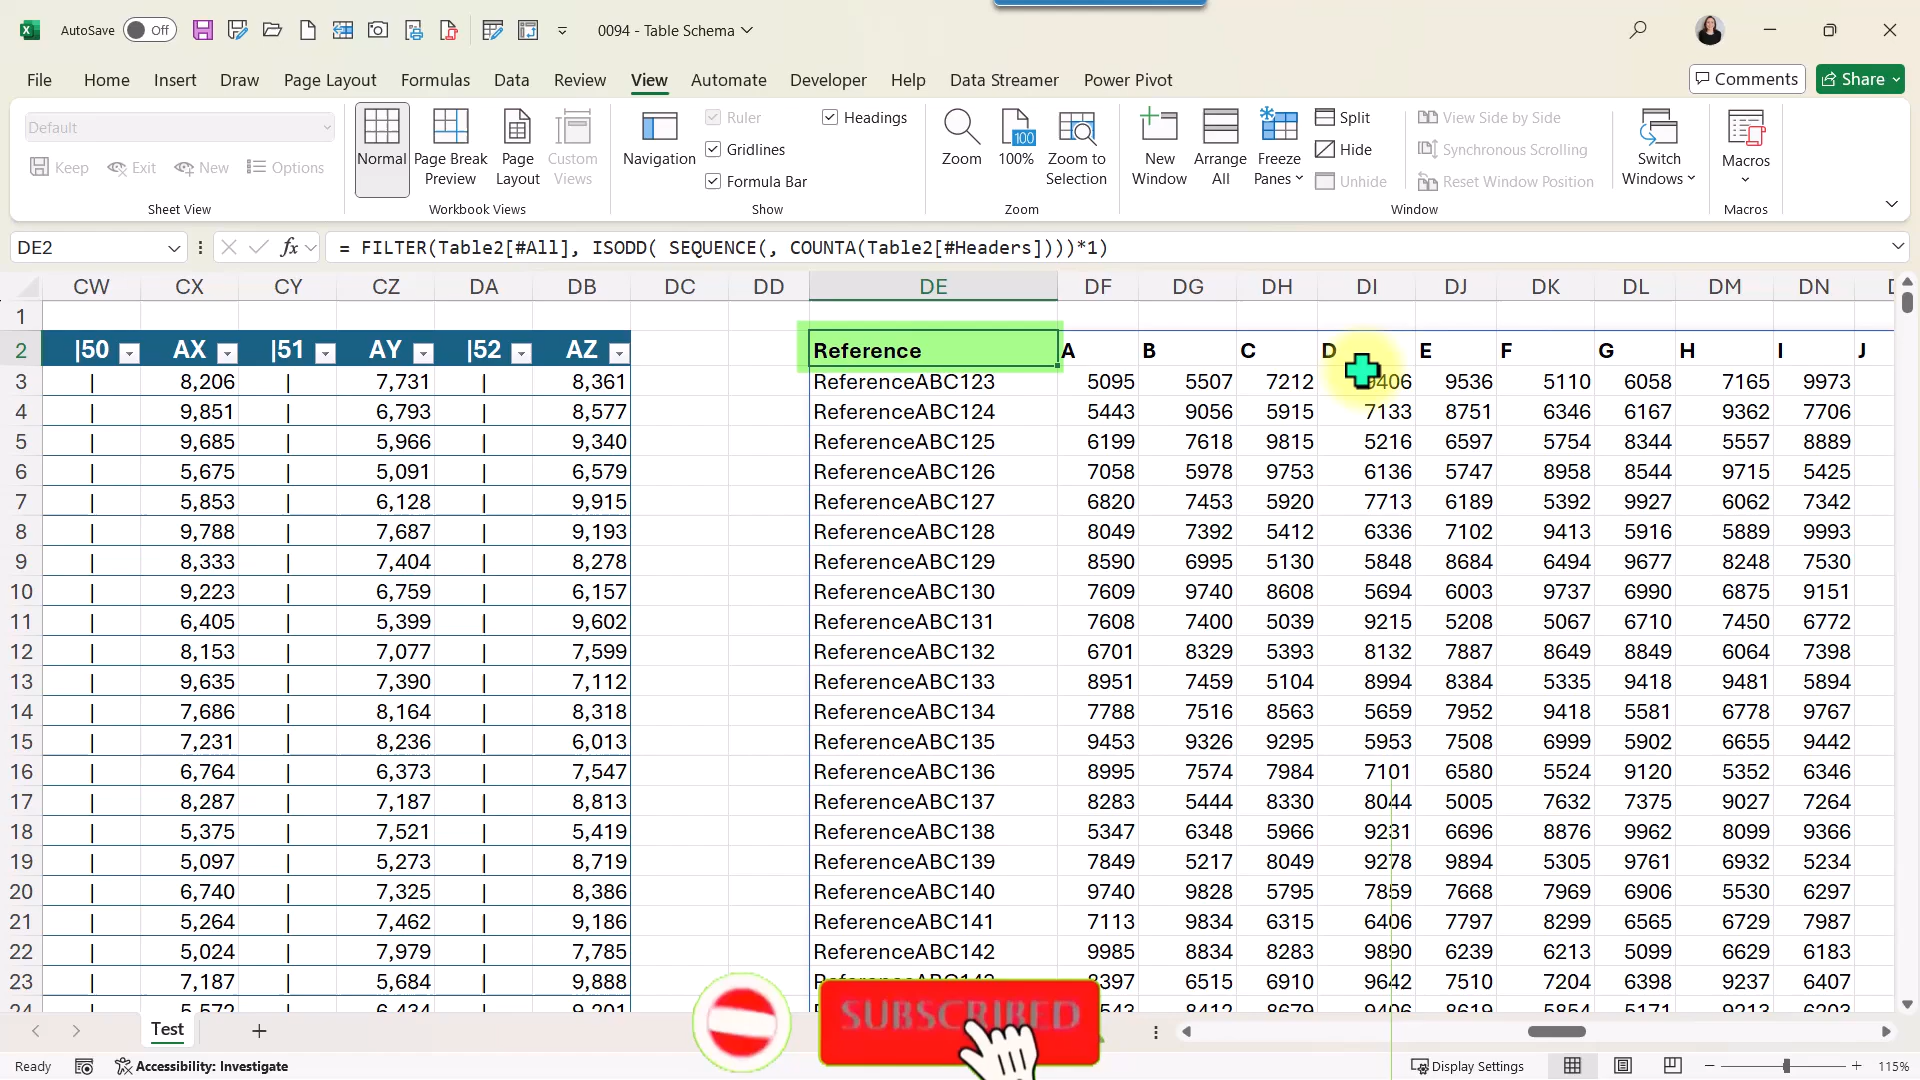 AutoSave Off 0094 - Table Schema
File Home Insert Draw Page Layout Formulas Data Review View Automate Developer Help Data Streamer Power Pivot Comments Share
Default
Keep Exit New Options
Sheet View
Normal Page Break Preview Page Layout Custom Views
Workbook Views
Navigation Ruler Gridlines Formula Bar Headings
Show
Zoom 100 100% Zoom to Selection
Zoom
New Window Arrange All Freeze Panes Split Hide Unhide View Side by Side Synchronous Scrolling Reset Window Position Switch Windows
Window
Macros
Macros
DE2 fx = FILTER(Table2[#All], ISODD( SEQUENCE(, COUNTA(Table2[#Headers])))*1)
CW CX CY CZ DA DB DC DD DE DF DG DH DI DJ DK DL DM DN
1
2 |50 AX |51 AY |52 AZ Reference A B C D E F G H I J
3 | 8,206 | 7,731 | 8,361 ReferenceABC123 5095 5507 7212 9406 9536 5110 6058 7165 9973
4 | 9,851 | 6,793 | 8,577 ReferenceABC124 5443 9056 5915 7133 8751 6346 6167 9362 7706
5 | 9,685 | 5,966 | 9,340 ReferenceABC125 6199 7618 9815 5216 6597 5754 8344 5557 8889
6 | 5,675 | 5,091 | 6,579 ReferenceABC126 7058 5978 9753 6136 5747 8958 8544 9715 5425
7 | 5,853 | 6,128 | 9,915 ReferenceABC127 6820 7453 5920 7713 6189 5392 9927 6062 7342
8 | 9,788 | 7,687 | 9,193 ReferenceABC128 8049 7392 5412 6336 7102 9413 5916 5889 9993
9 | 8,333 | 7,404 | 8,278 ReferenceABC129 8590 6995 5130 5848 8684 6494 9677 8248 7530
10 | 9,223 | 6,759 | 6,157 ReferenceABC130 7609 9740 8608 5694 6003 9737 6990 6875 9151
11 | 6,405 | 5,399 | 9,602 ReferenceABC131 7608 7400 5039 9215 5208 5067 6710 7450 6772
12 | 8,153 | 7,077 | 7,599 ReferenceABC132 6701 8329 5393 8132 7887 8649 8849 6064 7398
13 | 9,635 | 7,390 | 7,112 ReferenceABC133 8951 7459 5104 8994 8384 5335 9418 9481 5894
14 | 7,686 | 8,164 | 8,318 ReferenceABC134 7788 7516 8563 5659 7952 9418 5581 6778 9767
15 | 7,231 | 8,236 | 6,013 ReferenceABC135 9453 9326 9295 5953 7508 6999 5902 6655 9442
16 | 6,764 | 6,373 | 7,547 ReferenceABC136 8995 7574 7984 7101 6580 5524 9120 5352 6346
17 | 8,287 | 7,187 | 8,813 ReferenceABC137 8283 5444 8330 8044 5005 7632 7375 9027 7264
18 | 5,375 | 7,521 | 5,419 ReferenceABC138 5347 6348 5966 9231 6696 8876 9962 8099 9366
19 | 5,097 | 5,273 | 8,719 ReferenceABC139 7849 5217 8049 9278 9894 5305 9761 6932 5234
20 | 6,740 | 7,325 | 8,386 ReferenceABC140 9740 9828 5795 7859 7668 7969 6906 5530 6297
21 | 5,264 | 7,462 | 9,186 ReferenceABC141 7113 9834 6315 6406 7797 8299 6565 6729 7987
22 | 5,024 | 7,979 | 7,785 ReferenceABC142 9985 8834 8283 9890 6239 6213 5099 6629 6183
23 | 7,187 | 5,684 | 9,888 6515 6910 9642 7510 7204 6398 9237 6407
24
SUBSCRIBED
Test
Ready Accessibility: Investigate Display Settings 115%